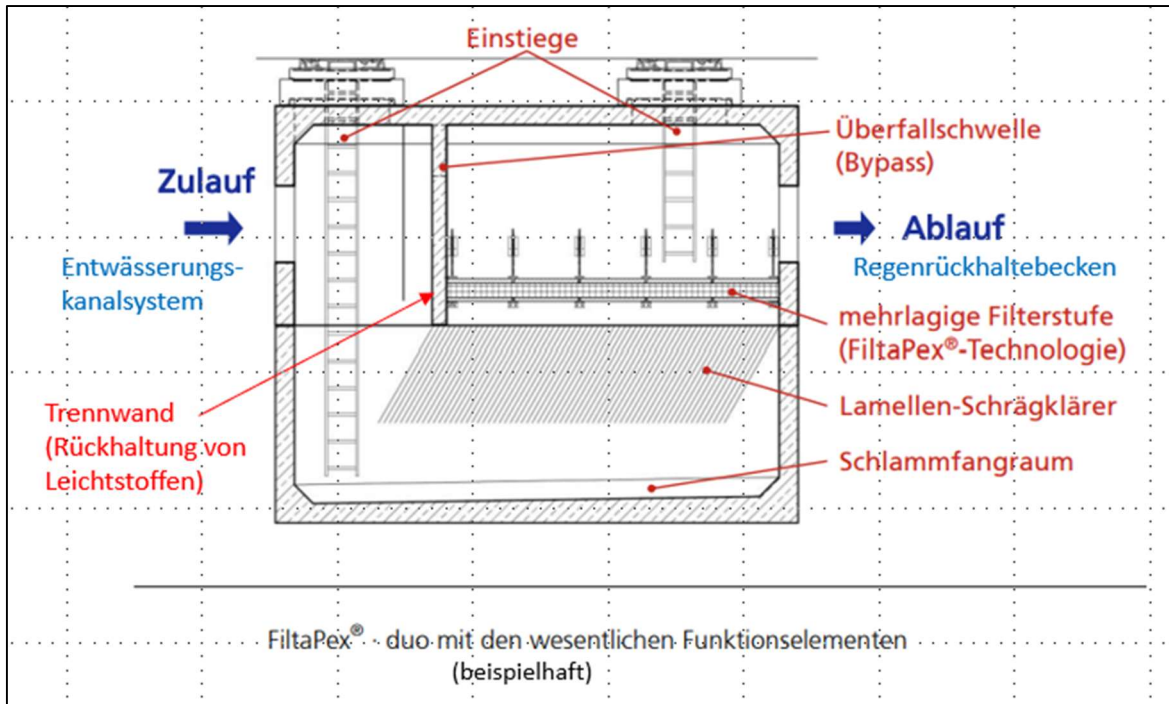 Einstiege
Überfallschwelle
(Bypass)
Zulauf
Ablauf
Entwässerungs-
kanalsystem
Regenrückhaltebecken
mehrlagige Filterstufe
(FiltaPex®-Technologie)
Trennwand
(Rückhaltung von
Leichtstoffen)
Lamellen-Schrägklärer
Schlammfangraum
FiltaPex® - duo mit den wesentlichen Funktionselementen
(beispielhaft)